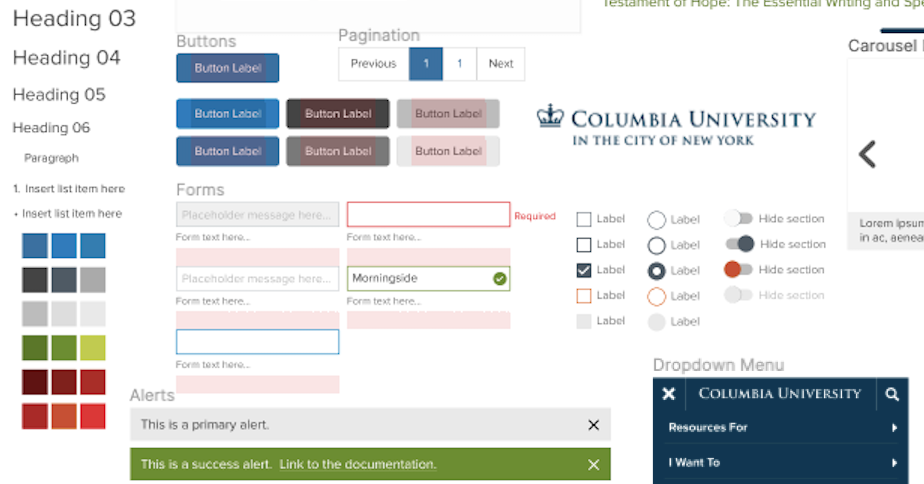 Heading 03
Heading 04
Heading 05
Heading 06
Paragraph
1. Insert list item here
• Insert list item here
Buttons
Button Label
Button Label
Button Label
Button Label
Button Label
Button Label
Button Label
Pagination
Previous
1
1
Next
Testament of Hope: The Essential Writing and Spe
COLUMBIA UNIVERSITY
IN THE CITY OF NEW YORK
Carousel
Lorem ipsum
in ac, aenea
Forms
Placeholder message here...
Form text here...
Required
Form text here...
Placeholder message here...
Form text here...
Morningside
Form text here...
Form text here...
Label
Label
Hide section
Label
Label
Hide section
Label
Label
Hide section
Label
Label
Hide section
Label
Label
Alerts
This is a primary alert.
This is a success alert. Link to the documentation.
Dropdown Menu
COLUMBIA UNIVERSITY
Resources For
I Want To